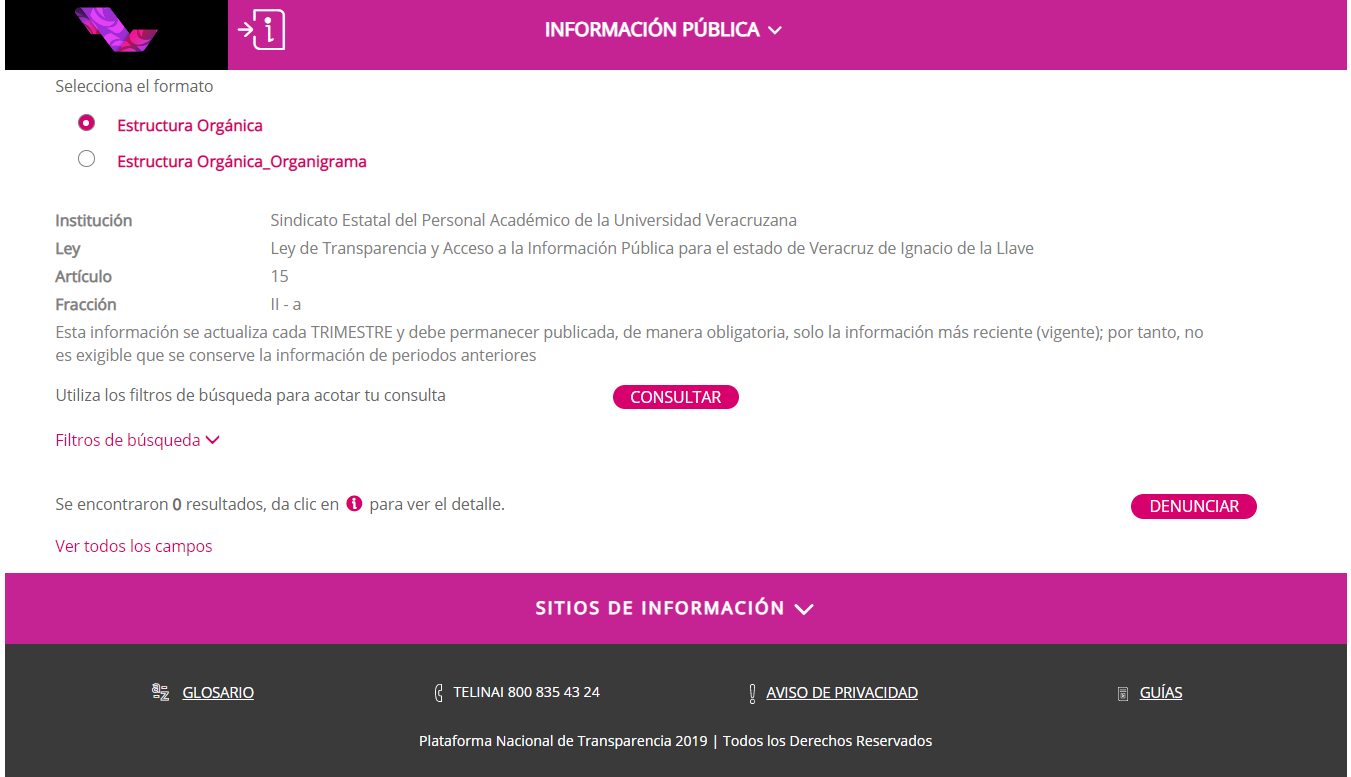 INFORMACIÓN PÚBLICA
Selecciona el formato
Estructura Orgánica
Estructura Orgánica_Organigrama
Institución Sindicato Estatal del Personal Académico de la Universidad Veracruzana
Ley Ley de Transparencia y Acceso a la Información Pública para el estado de Veracruz de Ignacio de la Llave
Artículo 15
Fracción II - a
Esta información se actualiza cada TRIMESTRE y debe permanecer publicada, de manera obligatoria, solo la información más reciente (vigente); por tanto, no
es exigible que se conserve la información de periodos anteriores
Utiliza los filtros de búsqueda para acotar tu consulta CONSULTAR
Filtros de búsqueda
Se encontraron 0 resultados, da clic en i para ver el detalle. DENUNCIAR
Ver todos los campos
SITIOS DE INFORMACIÓN
GLOSARIO TELINAI 800 835 43 24 AVISO DE PRIVACIDAD GUÍAS
Plataforma Nacional de Transparencia 2019 | Todos los Derechos Reservados